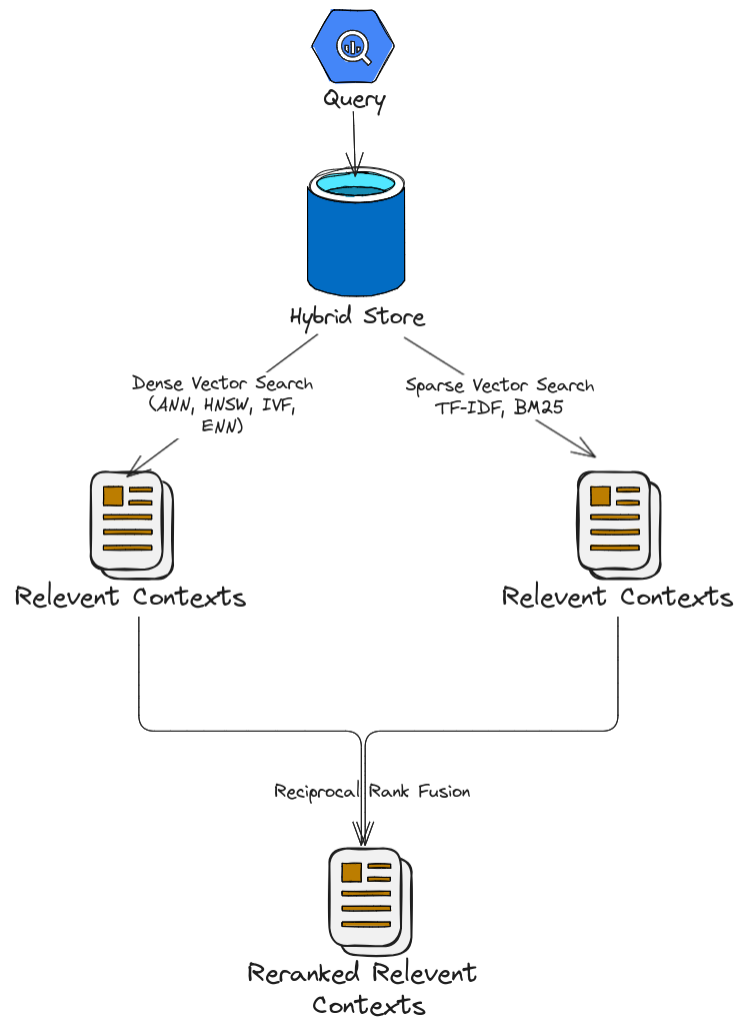 Query
Hybrid Store
Dense Vector Search
(ANN, HNSW, IVF,
ENN)
Sparse Vector Search
TF-IDF, BM25
Relevent Contexts
Relevent Contexts
Reciprocal Rank Fusion
Reranked Relevent
Contexts